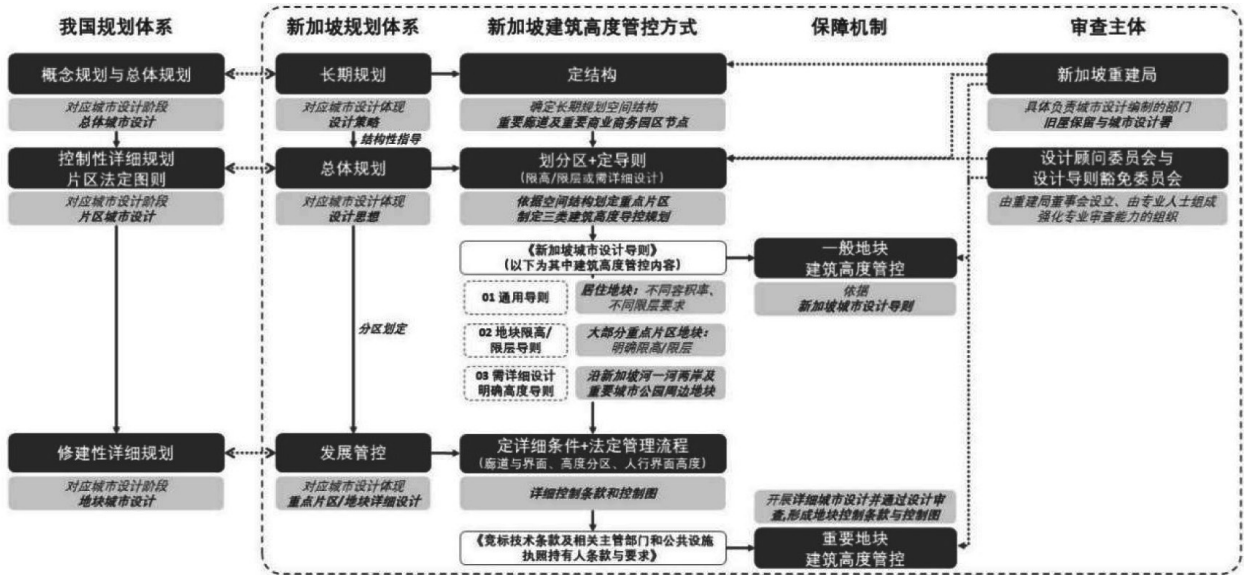 我国规划体系
新加坡规划体系
新加坡建筑高度管控方式
保障机制
审查主体
概念规划与总体规划
对应城市设计阶段
总体城市设计
控制性详细规划
片区法定图则
对应城市设计阶段
片区城市设计
修建性详细规划
对应城市设计阶段
地块城市设计
长期规划
对应城市设计体现
设计策略
结构性指导
总体规划
对应城市设计体现
设计思想
分区划定
发展管控
对应城市设计体现
重点片区/地块详细设计
定结构
确定长期规划空间结构
重要廊道及重要商业商务园区节点
划分区+定导则
(限高/限层或需详细设计)
依据空间结构划定重点片区
制定三类建筑高度导控规划
《新加坡城市设计导则》
(以下为其中建筑高度管控内容)
01 通用导则
居住地块：不同容积率、
不同限层要求
02 地块限高/
限层导则
大部分重点片区地块：
明确限高/限层
03 需详细设计
明确高度导则
沿新加坡河一河两岸及
重要城市公园周边地块
定详细条件+法定管理流程
(廊道与界面、高度分区、人行界面高度)
详细控制条款和控制图
《竞标技术条款及相关主管部门和公共设施
执照持有人条款与要求》
一般地块
建筑高度管控
依据
新加坡城市设计导则
开展详细城市设计并通过设计审
查,形成地块控制条款与控制图
重要地块
建筑高度管控
新加坡重建局
具体负责城市设计编制的部门
旧屋保留与城市设计署
设计顾问委员会与
设计导则豁免委员会
由重建局董事会设立、由专业人士组成
强化专业审查能力的组织